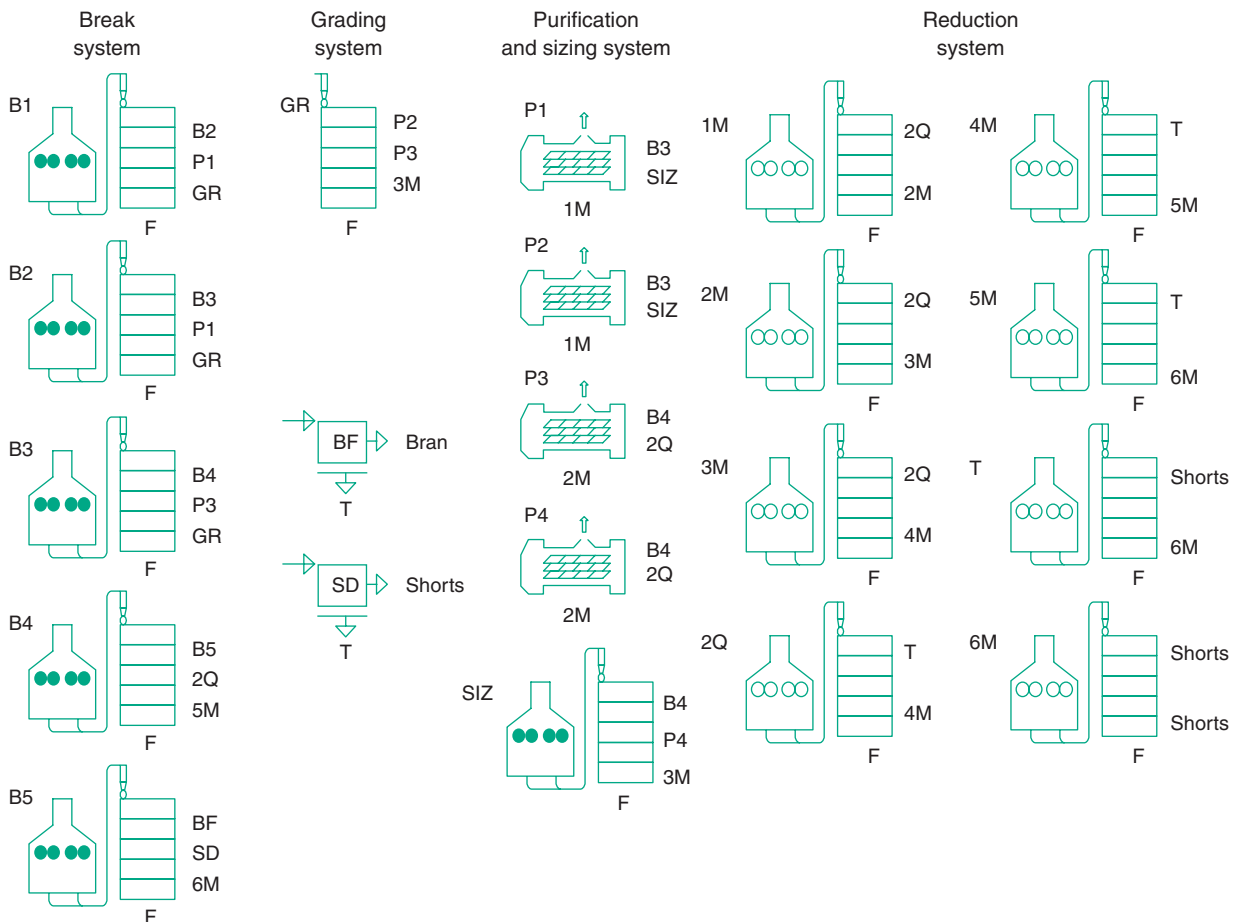 Break
system
B1
B2
P1
GR
F
B2
B3
P1
GR
F
B3
B4
P3
GR
F
B4
B5
2Q
5M
F
B5
BF
SD
6M
F
Grading
system
GR
P2
P3
3M
F
BF
Bran
T
SD
Shorts
T
Purification
and sizing system
P1
B3
SIZ
1M
P2
B3
SIZ
1M
P3
B4
2Q
2M
P4
B4
2Q
2M
SIZ
B4
P4
3M
F
Reduction
system
1M
2Q
2M
F
2M
2Q
3M
F
3M
2Q
4M
F
2Q
T
4M
F
4M
T
5M
F
5M
T
6M
F
T
Shorts
6M
F
6M
Shorts
Shorts
F